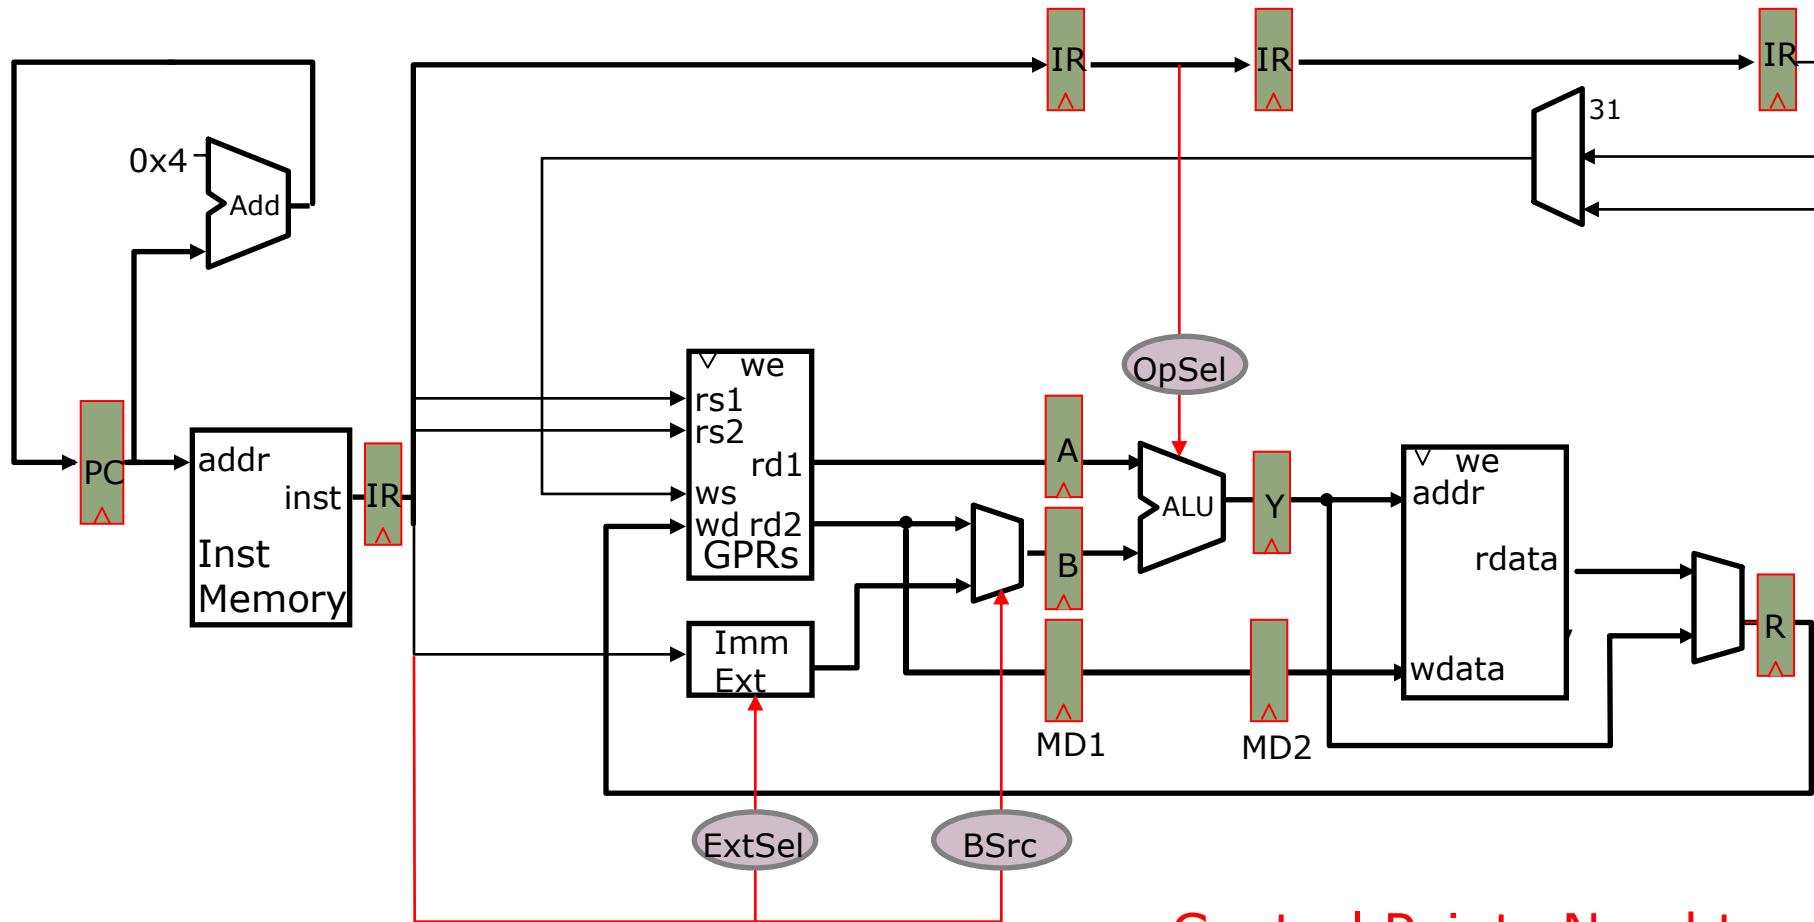 IR
IR
IR
31
0x4
Add
OpSel
we
rs1
rs2
rd1
ws
wd rd2
GPRs
PC
addr
inst
Inst
Memory
IR
A
B
ALU
Y
we
addr
rdata
wdata
R
Imm
Ext
MD1
MD2
ExtSel
BSrc